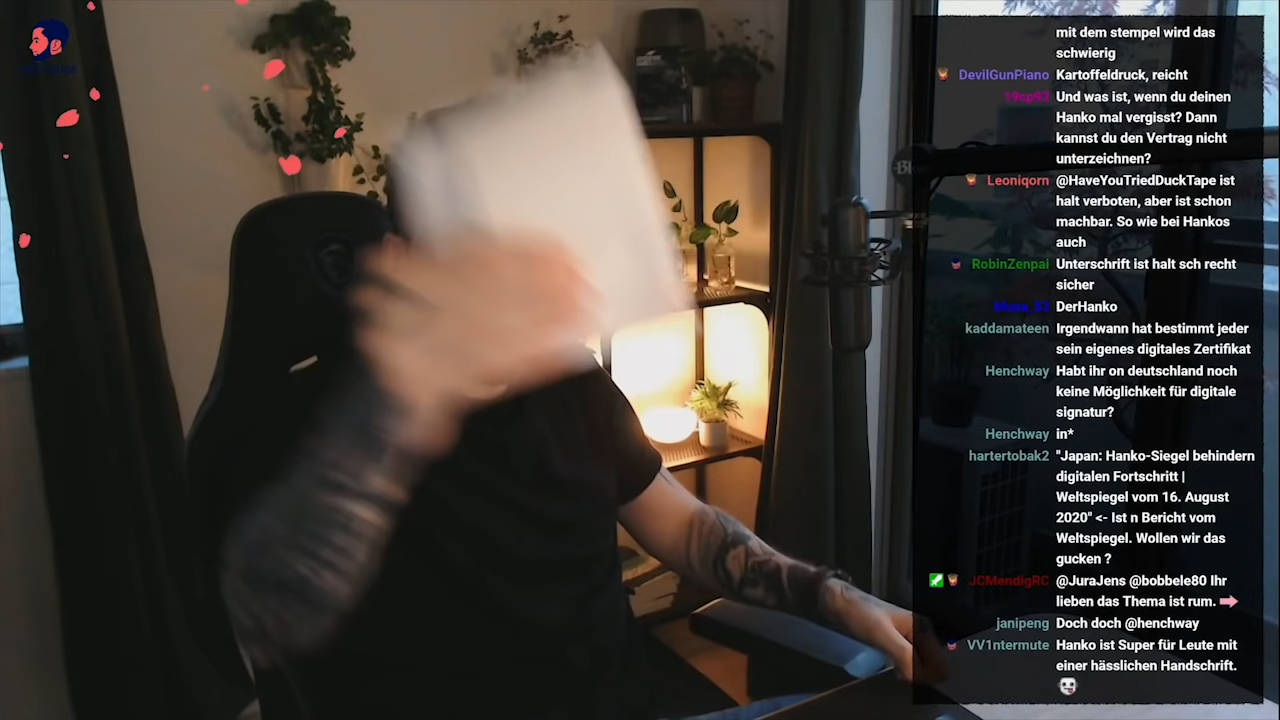 mit dem stempel wird das
schwierig
DevilGunPiano Kartoffeldruck, reicht
19cp93 Und was ist, wenn du deinen
Hanko mal vergisst? Dann
kannst du den Vertrag nicht
unterzeichnen?
Leoniqorn @HaveYouTriedDuckTape ist
halt verboten, aber ist schon
machbar. So wie bei Hankos
auch
RobinZenpai Unterschrift ist halt sch recht
sicher
DerHanko
kaddamateen Irgendwann hat bestimmt jeder
sein eigenes digitales Zertifikat
Henchway Habt ihr on deutschland noch
keine Möglichkeit für digitale
signatur?
Henchway in*
hartertobak2 "Japan: Hanko-Siegel behindern
digitalen Fortschritt |
Weltspiegel vom 16. August
2020" <- Ist n Bericht vom
Weltspiegel. Wollen wir das
gucken ?
JCMendigRC @JuraJens @bobbele80 Ihr
lieben das Thema ist rum.
janipeng Doch doch @henchway
VV1ntermute Hanko ist Super für Leute mit
einer hässlichen Handschrift.